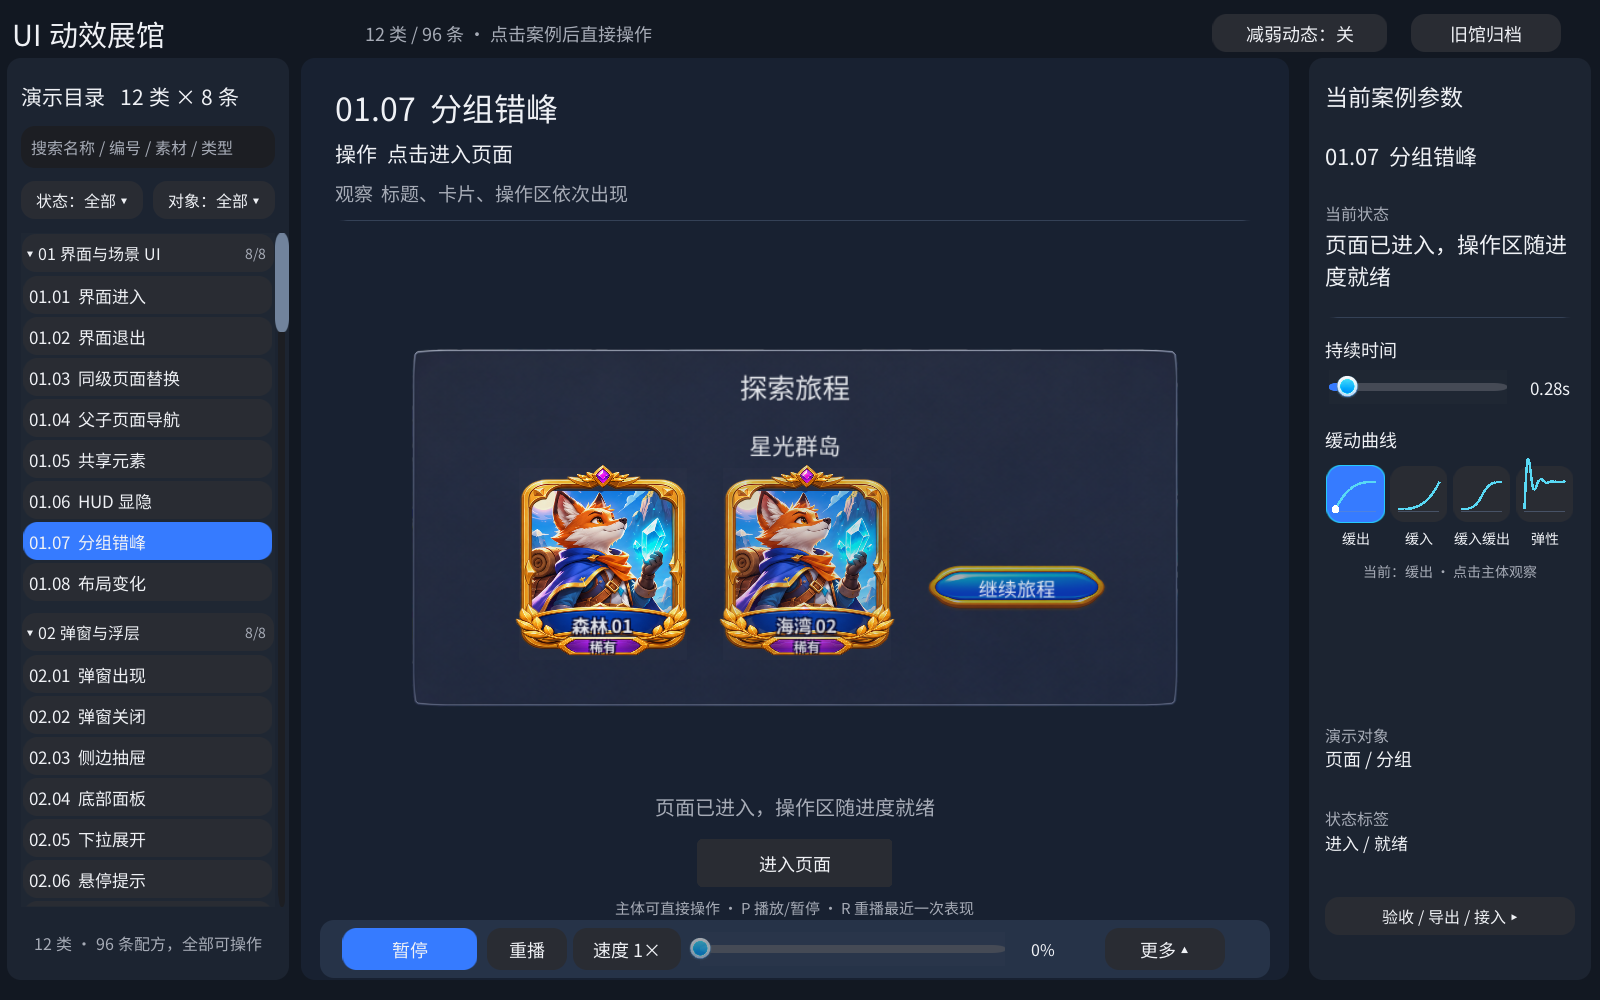 UI 动效展馆
12 类 / 96 条 • 点击案例后直接操作
减弱动态：关
旧馆归档
演示目录 12 类 × 8 条
搜索名称 / 编号 / 素材 / 类型
状态：全部 ▾
对象：全部 ▾
▾ 01 界面与场景 UI 8/8
01.01 界面进入
01.02 界面退出
01.03 同级页面替换
01.04 父子页面导航
01.05 共享元素
01.06 HUD 显隐
01.07 分组错峰
01.08 布局变化
▾ 02 弹窗与浮层 8/8
02.01 弹窗出现
02.02 弹窗关闭
02.03 侧边抽屉
02.04 底部面板
02.05 下拉展开
02.06 悬停提示
12 类 • 96 条配方，全部可操作
01.07 分组错峰
操作 点击进入页面
观察 标题、卡片、操作区依次出现
探索旅程
星光群岛
森林.01
稀有
海湾.02
稀有
继续旅程
页面已进入，操作区随进度就绪
进入页面
主体可直接操作 • P 播放/暂停 • R 重播最近一次表现
暂停
重播
速度 1×
0%
更多 ▴
当前案例参数
01.07 分组错峰
当前状态
页面已进入，操作区随进
度就绪
持续时间
0.28s
缓动曲线
缓出
缓入
缓入缓出
弹性
当前：缓出 • 点击主体观察
演示对象
页面 / 分组
状态标签
进入 / 就绪
验收 / 导出 / 接入 ▸